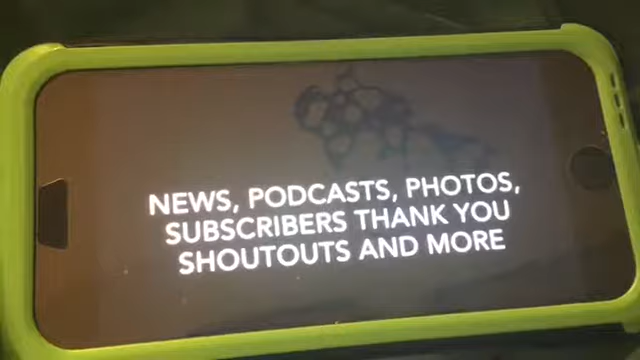 NEWS, PODCASTS, PHOTOS,
SUBSCRIBERS THANK YOU
SHOUTOUTS AND MORE